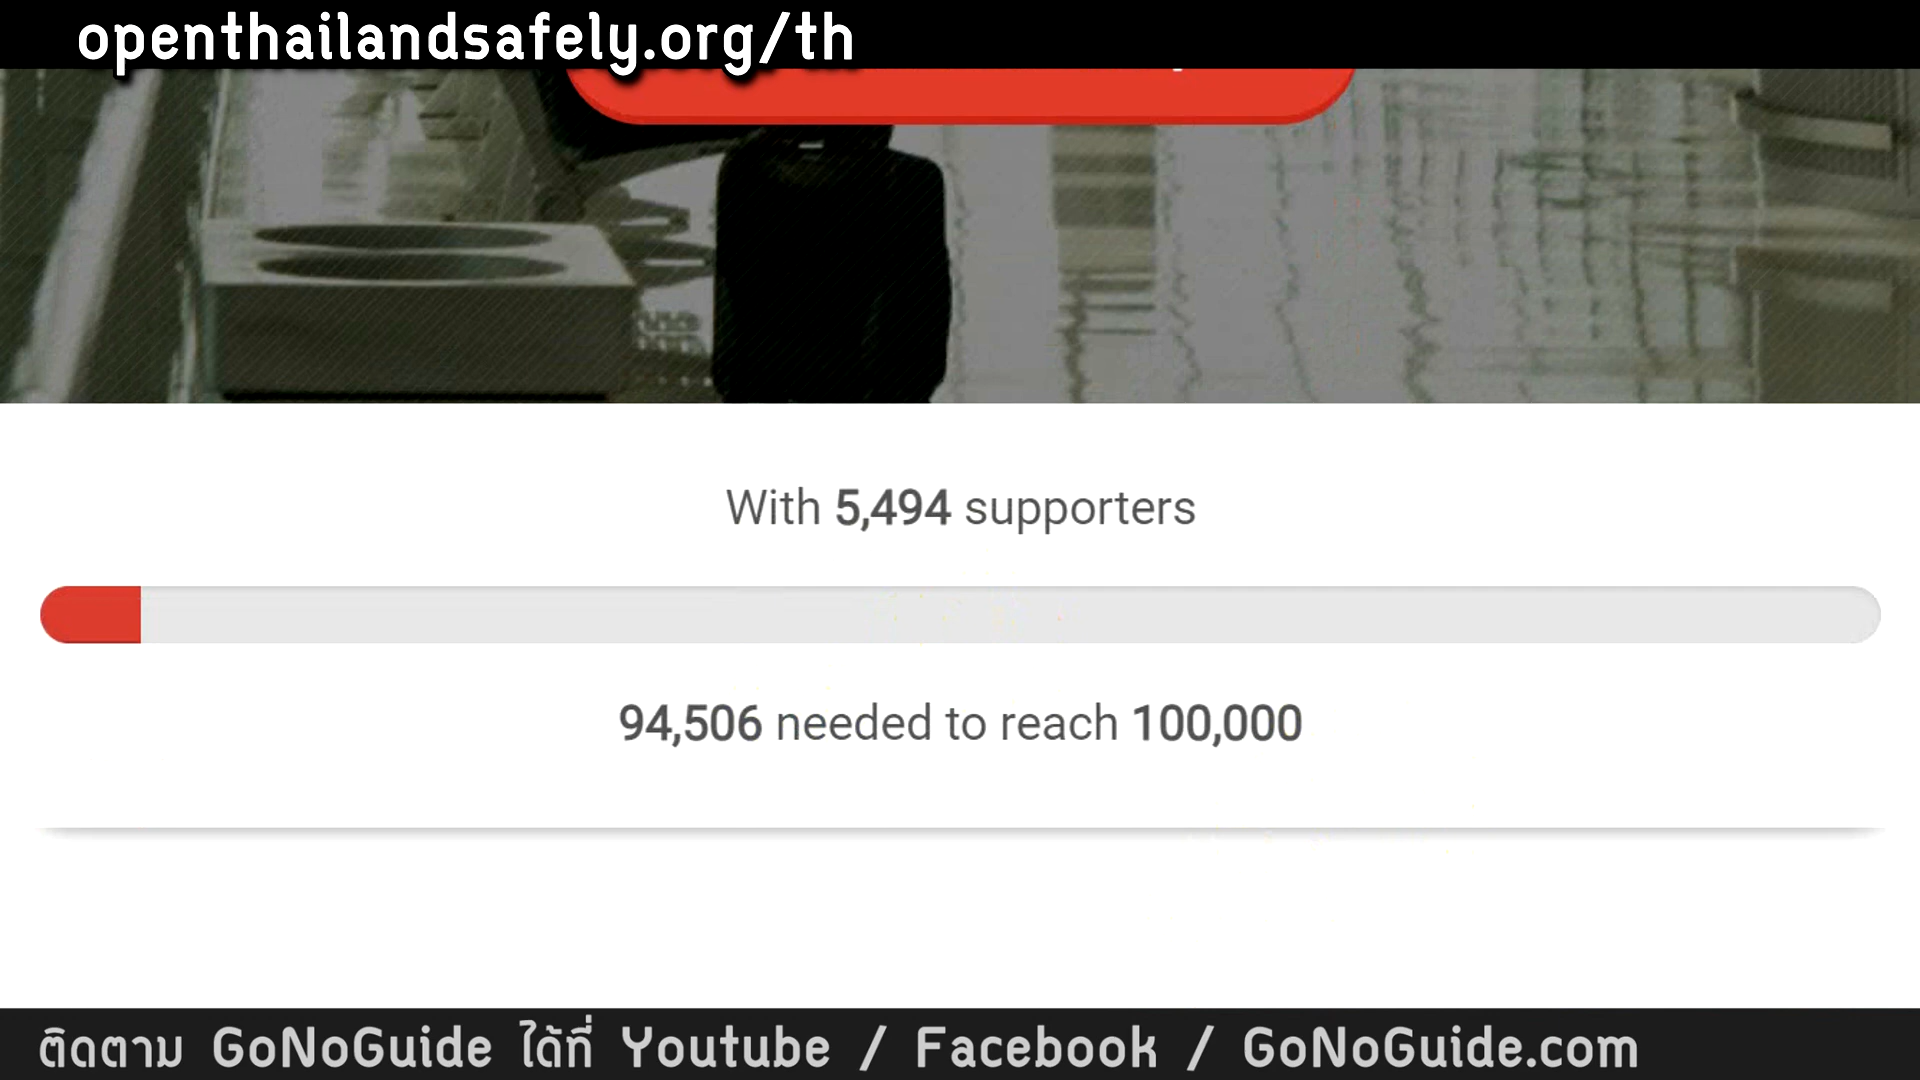 openthailandsafely.org/th
With 5,494 supporters
94,506 needed to reach 100,000
ติดตาม GoNoGuide ได้ที่ Youtube / Facebook / GoNoGuide.com